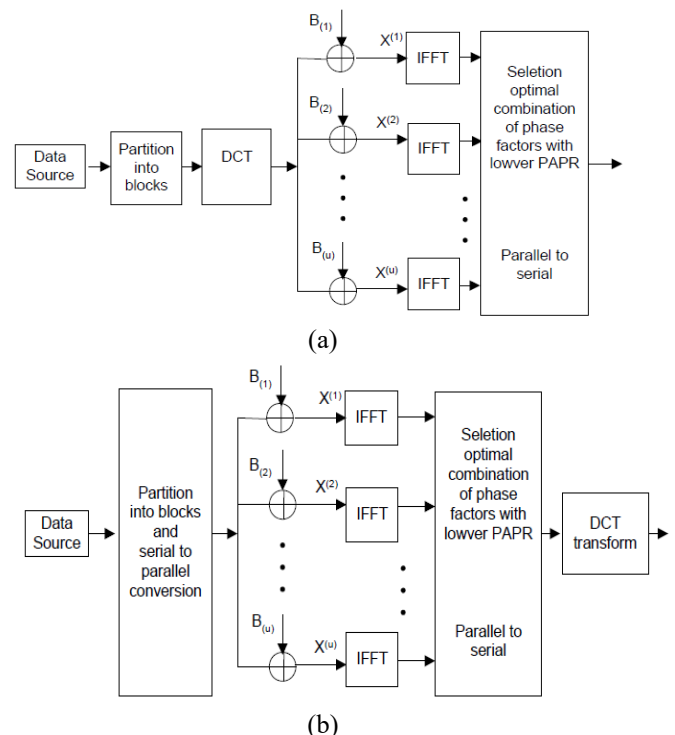 B(1)
X(1)
IFFT
B(2)
X(2)
IFFT
Data
Source
Partition
into
blocks
DCT
B(u)
X(u)
IFFT
Seletion
optimal
combination
of phase
factors with
lowver PAPR
Parallel to
serial
(a)
B(1)
X(1)
IFFT
B(2)
X(2)
IFFT
Data
Source
Partition
into blocks
and
serial to
parallel
conversion
B(u)
X(u)
IFFT
Seletion
optimal
combination
of phase
factors with
lowver PAPR
Parallel to
serial
DCT
transform
(b)